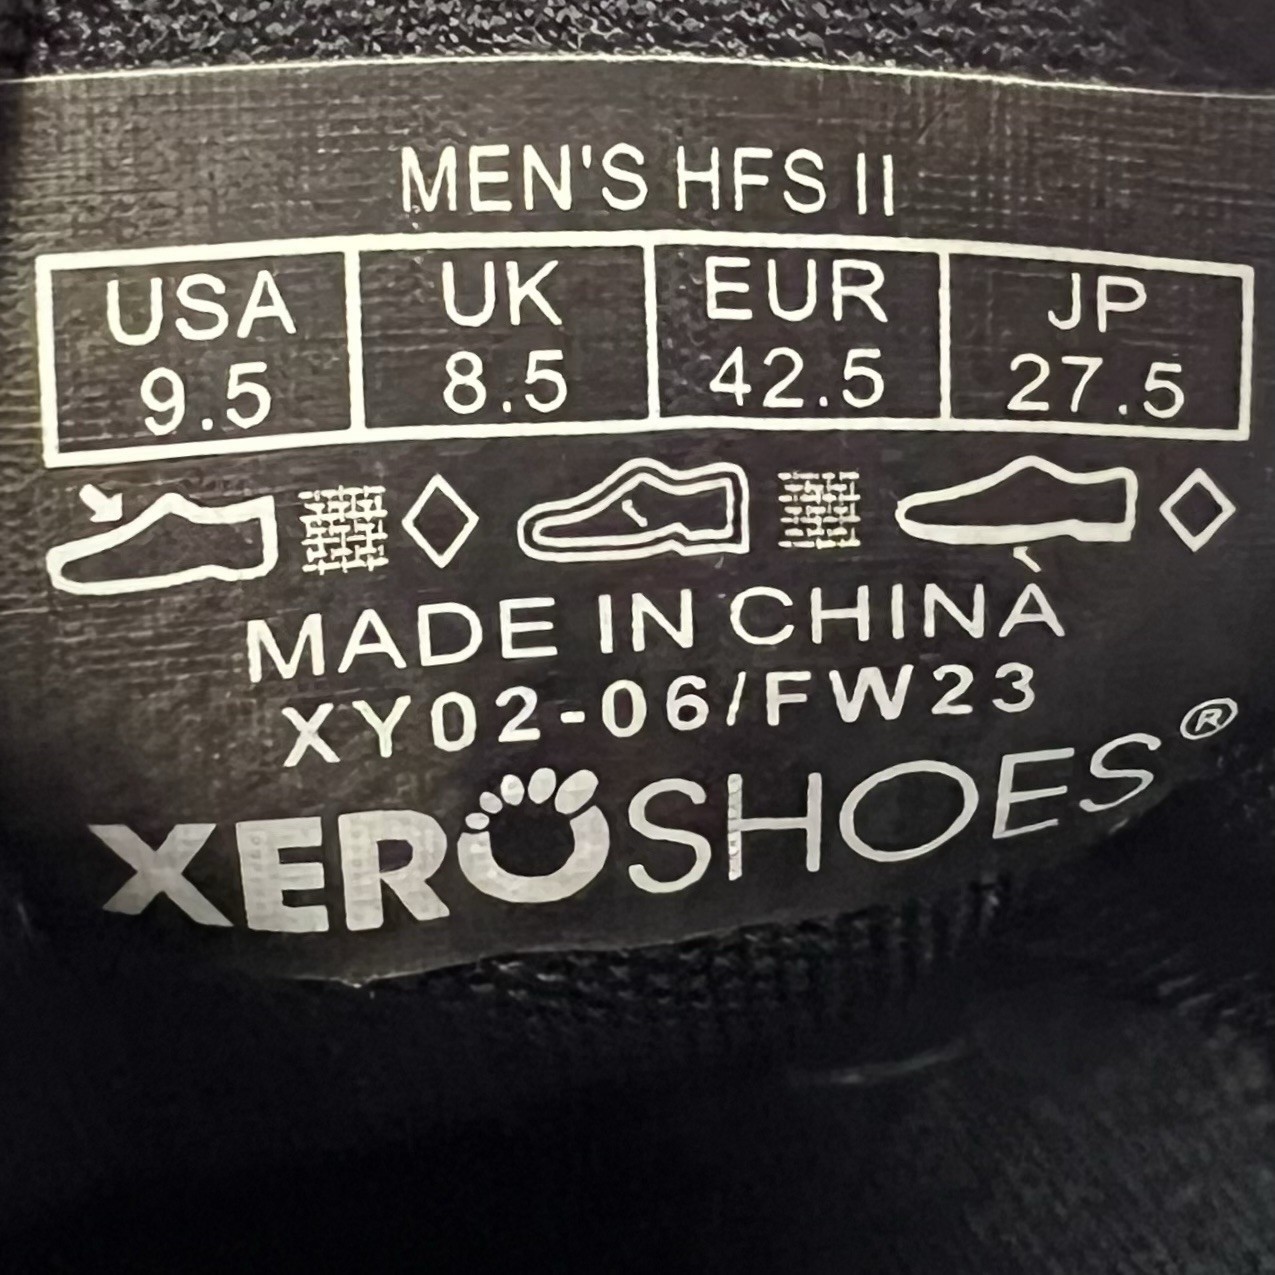 MEN'S HFS II
USA UK EUR JP
9.5 8.5 42.5 27.5
MADE IN CHINA
XY02-06/FW23
XEROSHOES®